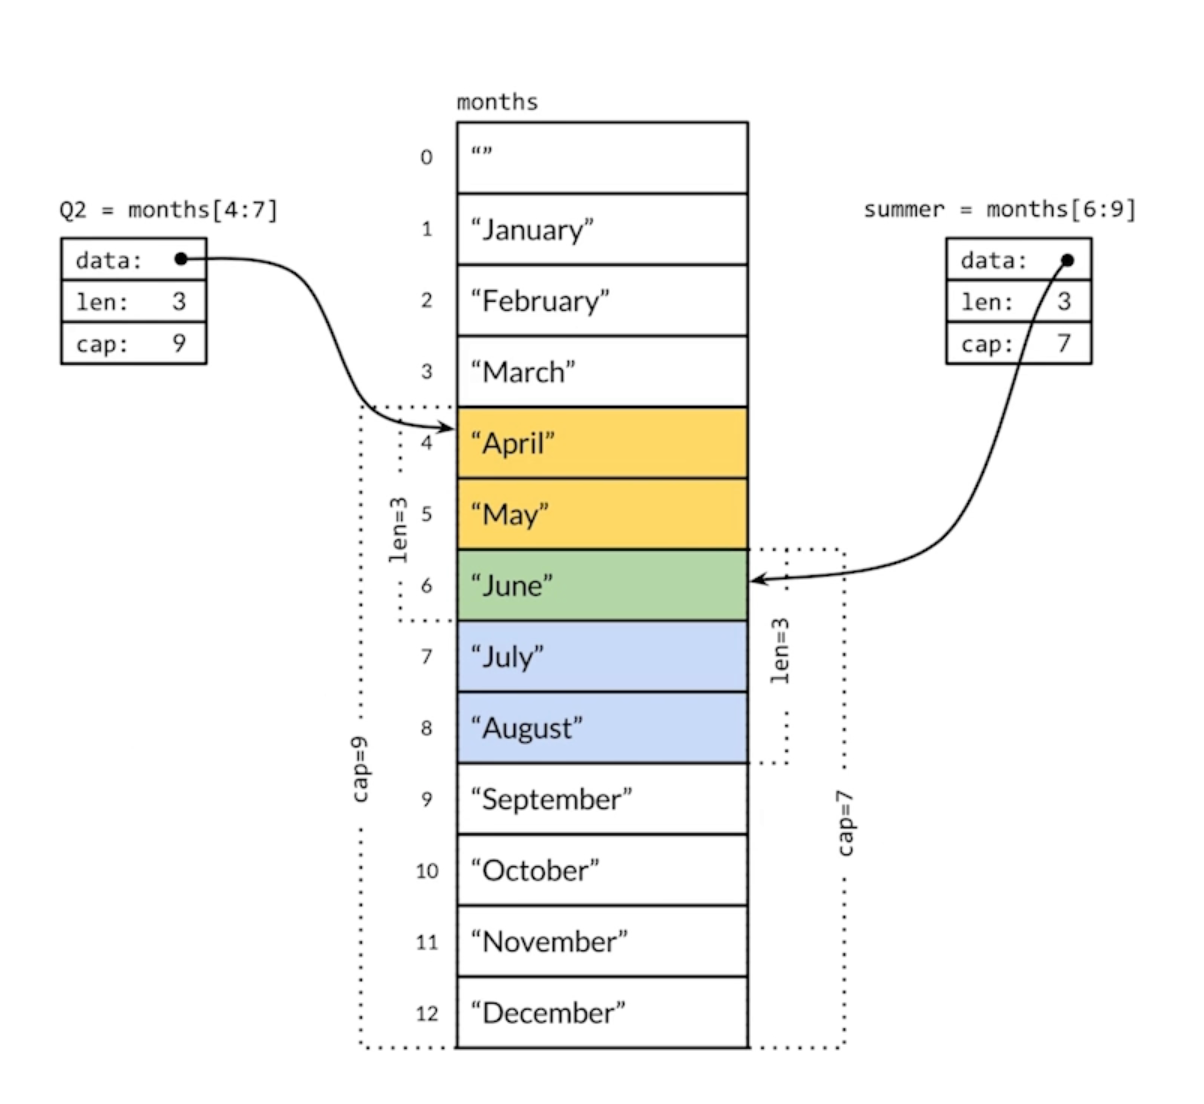 months
0 “”
1 “January”
2 “February”
3 “March”
4 “April”
5 “May”
6 “June”
7 “July”
8 “August”
9 “September”
10 “October”
11 “November”
12 “December”
Q2 = months[4:7]
data:
len: 3
cap: 9
len=3
cap=9
summer = months[6:9]
data:
len: 3
cap: 7
len=3
cap=7